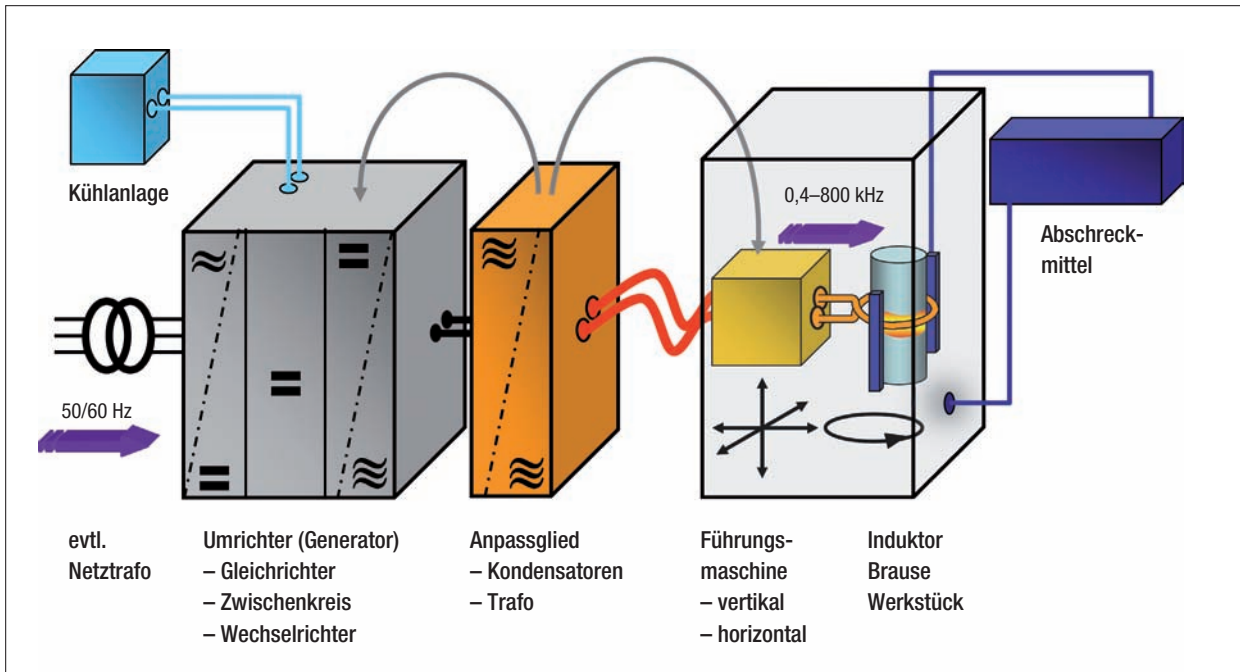 Kühlanlage
0,4–800 kHz
Abschreck-
mittel
50/60 Hz
evtl.
Netztrafo
Umrichter (Generator)
– Gleichrichter
– Zwischenkreis
– Wechselrichter
Anpassglied
– Kondensatoren
– Trafo
Führungs-
maschine
– vertikal
– horizontal
Induktor
Brause
Werkstück